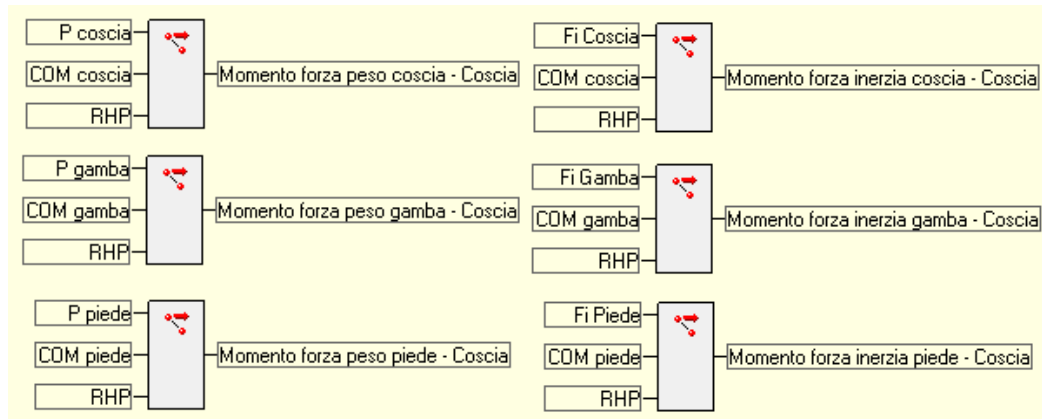 P coscia
COM coscia
RHP
Momento forza peso coscia - Coscia
Fi Coscia
COM coscia
RHP
Momento forza inerzia coscia - Coscia
P gamba
COM gamba
RHP
Momento forza peso gamba - Coscia
Fi Gamba
COM gamba
RHP
Momento forza inerzia gamba - Coscia
P piede
COM piede
RHP
Momento forza peso piede - Coscia
Fi Piede
COM piede
RHP
Momento forza inerzia piede - Coscia